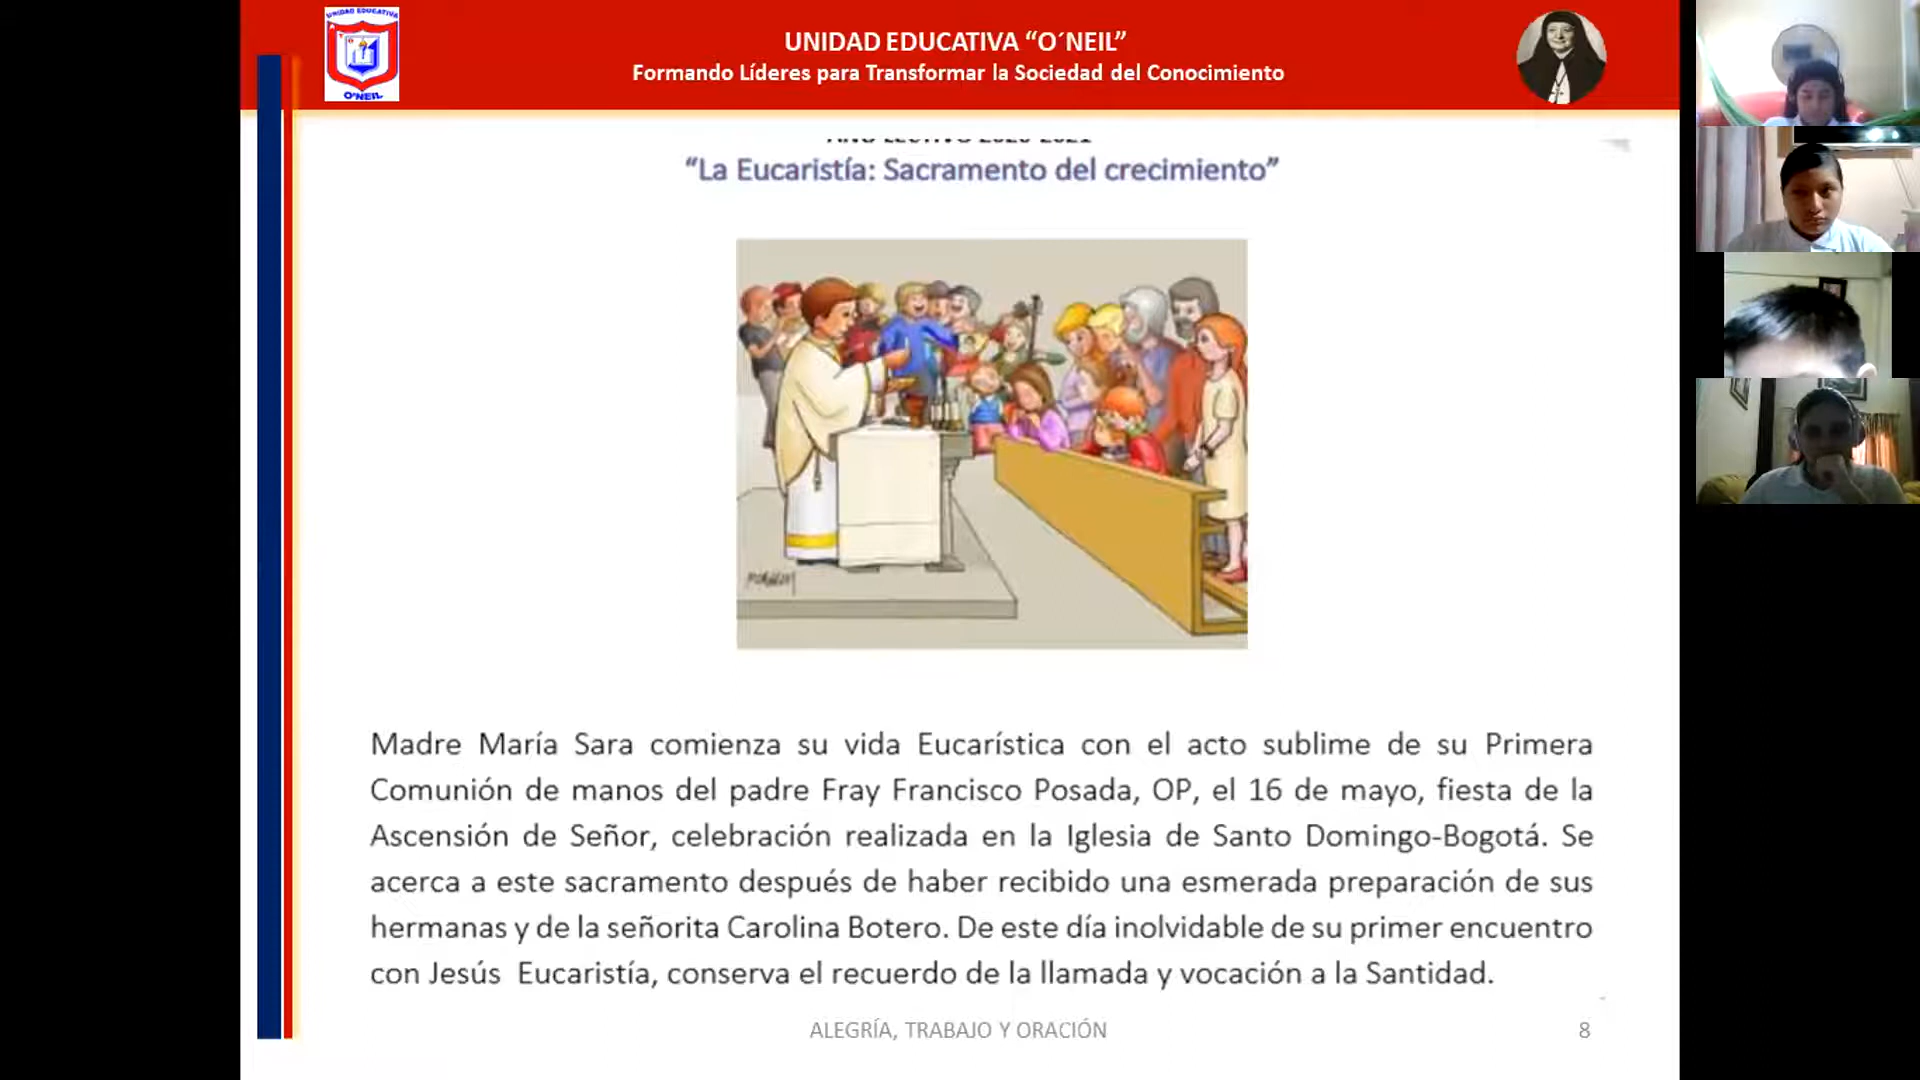 UNIDAD EDUCATIVA
O'NEIL
UNIDAD EDUCATIVA “O´NEIL”
Formando Líderes para Transformar la Sociedad del Conocimiento
“La Eucaristía: Sacramento del crecimiento”
Madre María Sara comienza su vida Eucarística con el acto sublime de su Primera
Comunión de manos del padre Fray Francisco Posada, OP, el 16 de mayo, fiesta de la
Ascensión de Señor, celebración realizada en la Iglesia de Santo Domingo-Bogotá. Se
acerca a este sacramento después de haber recibido una esmerada preparación de sus
hermanas y de la señorita Carolina Botero. De este día inolvidable de su primer encuentro
con Jesús Eucaristía, conserva el recuerdo de la llamada y vocación a la Santidad.
ALEGRÍA, TRABAJO Y ORACIÓN
8